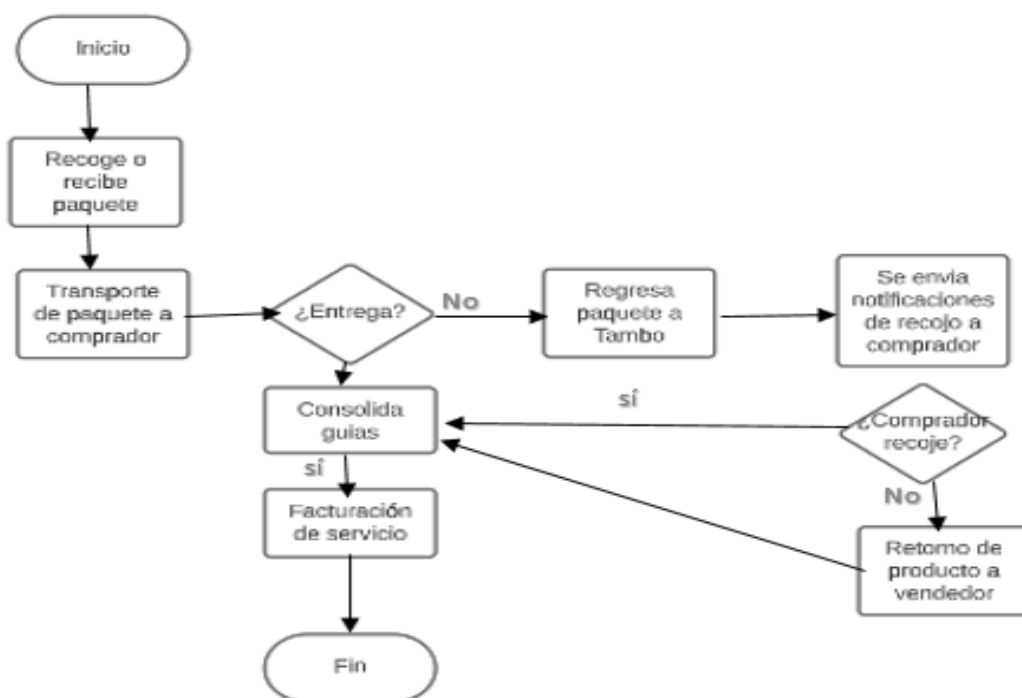 Inicio
Recoge o
recibe
paquete
Transporte
de paquete a
comprador
¿Entrega?
No
Regresa
paquete a
Tambo
Se envia
notificaciones
de recojo a
comprador
Consolida
guias
sí
¿Comprador
recoje?
sí
No
Facturación
de servicio
Retorno de
producto a
vendedor
Fin